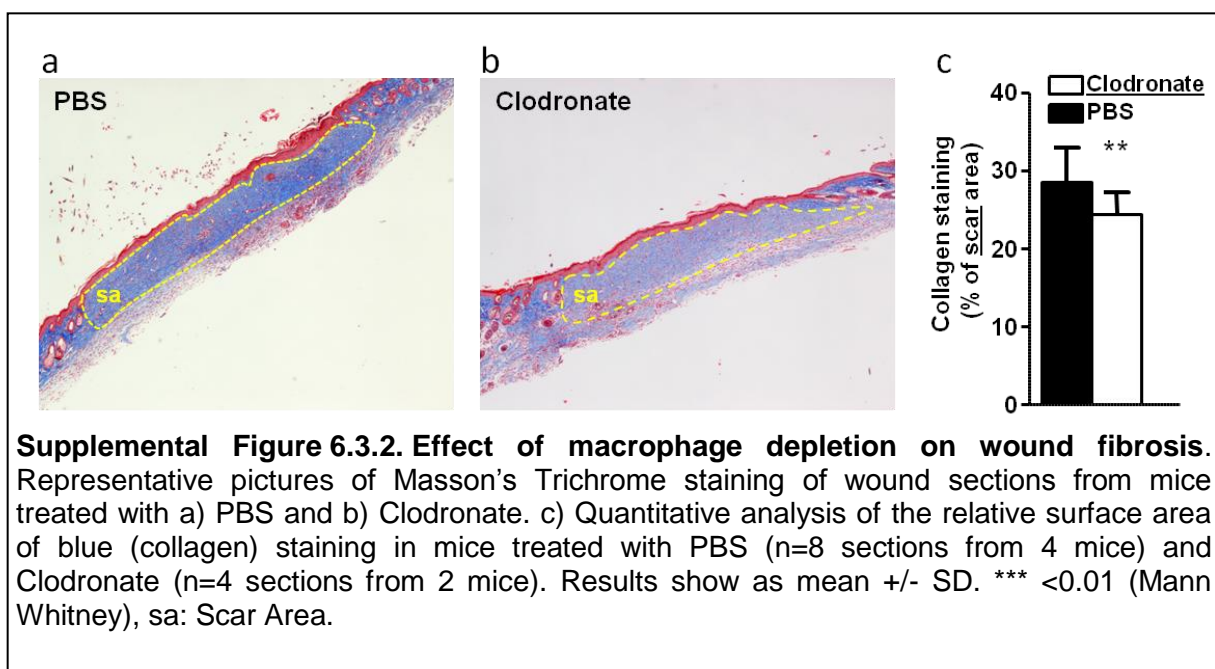 a
PBS
sa
b
Clodronate
sa
c
Clodronate
PBS
**
Collagen staining
(% of scar area)
40
30
20
10
0
Supplemental Figure 6.3.2. Effect of macrophage depletion on wound fibrosis.
Representative pictures of Masson's Trichrome staining of wound sections from mice
treated with a) PBS and b) Clodronate. c) Quantitative analysis of the relative surface area
of blue (collagen) staining in mice treated with PBS (n=8 sections from 4 mice) and
Clodronate (n=4 sections from 2 mice). Results show as mean +/- SD. *** <0.01 (Mann
Whitney), sa: Scar Area.